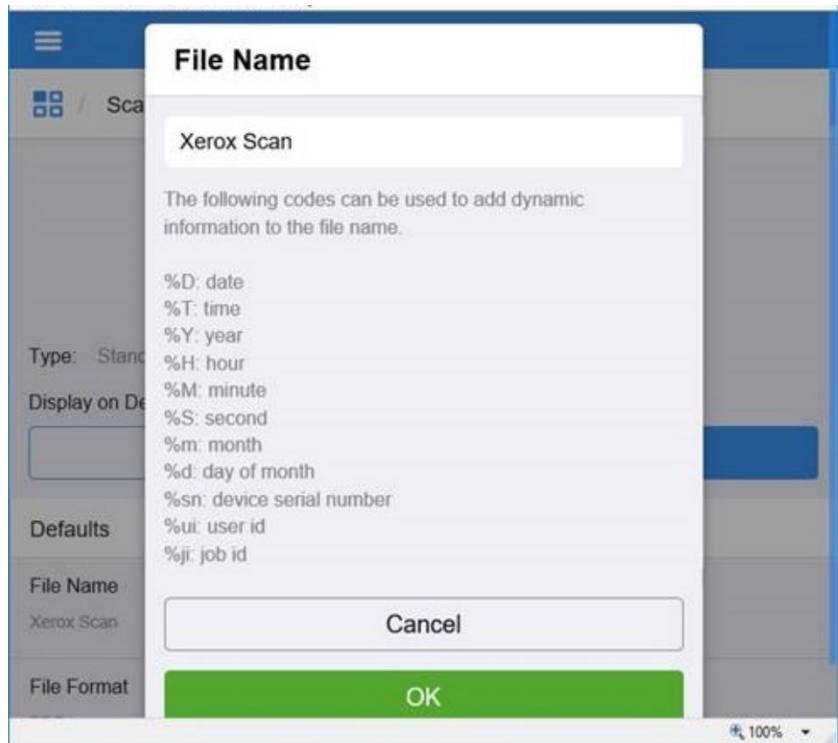 File Name
Sca
Xerox Scan
The following codes can be used to add dynamic
information to the file name.
%D: date
%T: time
%Y: year
%H: hour
%M: minute
%S: second
%m: month
%d: day of month
%sn: device serial number
%ui: user id
%ji: job id
Type: Stand
Display on De
Defaults
File Name
Xerox Scan
File Format
Cancel
OK
100%